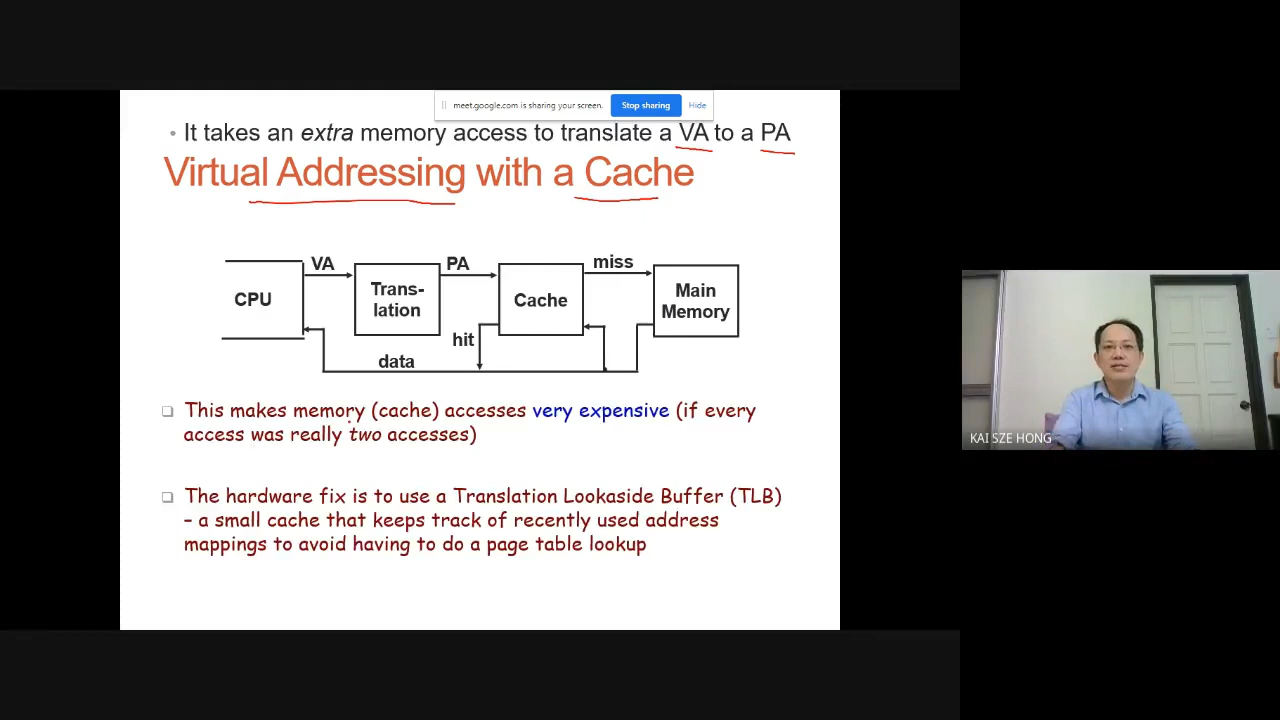 meet.google.com is sharing your screen. Stop sharing Hide
• It takes an extra memory access to translate a VA to a PA
Virtual Addressing with a Cache
VA
PA
miss
CPU
Trans-
lation
Cache
Main
Memory
hit
data
This makes memory (cache) accesses very expensive (if every
access was really two accesses)
The hardware fix is to use a Translation Lookaside Buffer (TLB)
– a small cache that keeps track of recently used address
mappings to avoid having to do a page table lookup
KAI SZE HONG